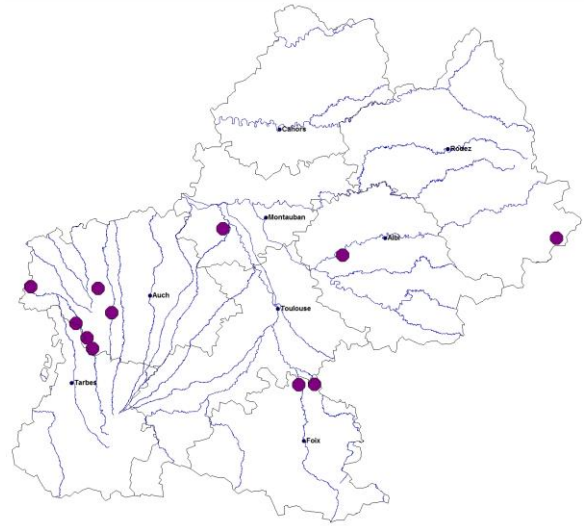 Cahors
Rodez
Montauban
Albi
Auch
Toulouse
Tarbes
Foix